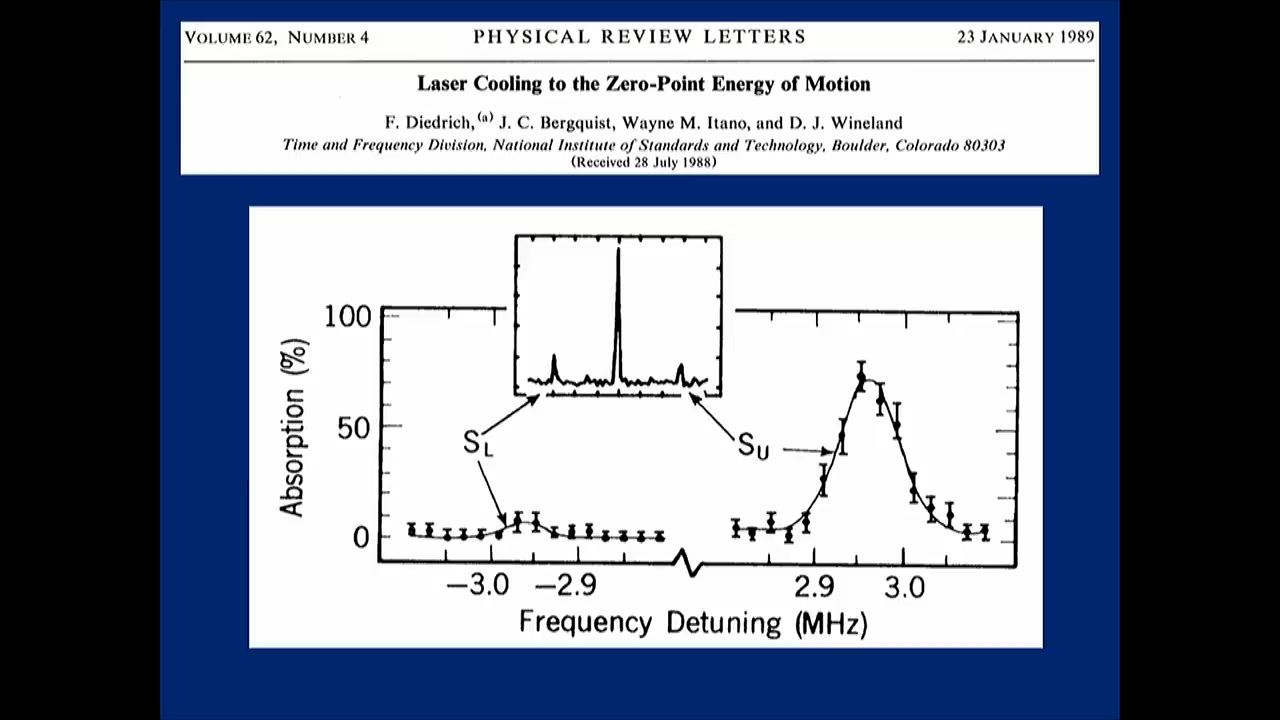 VOLUME 62, NUMBER 4 PHYSICAL REVIEW LETTERS 23 JANUARY 1989
Laser Cooling to the Zero-Point Energy of Motion
F. Diedrich,(a) J. C. Bergquist, Wayne M. Itano, and D. J. Wineland
Time and Frequency Division, National Institute of Standards and Technology, Boulder, Colorado 80303
(Received 28 July 1988)
Absorption (%)
100
50
0
SL
SU
−3.0 −2.9 2.9 3.0
Frequency Detuning (MHz)